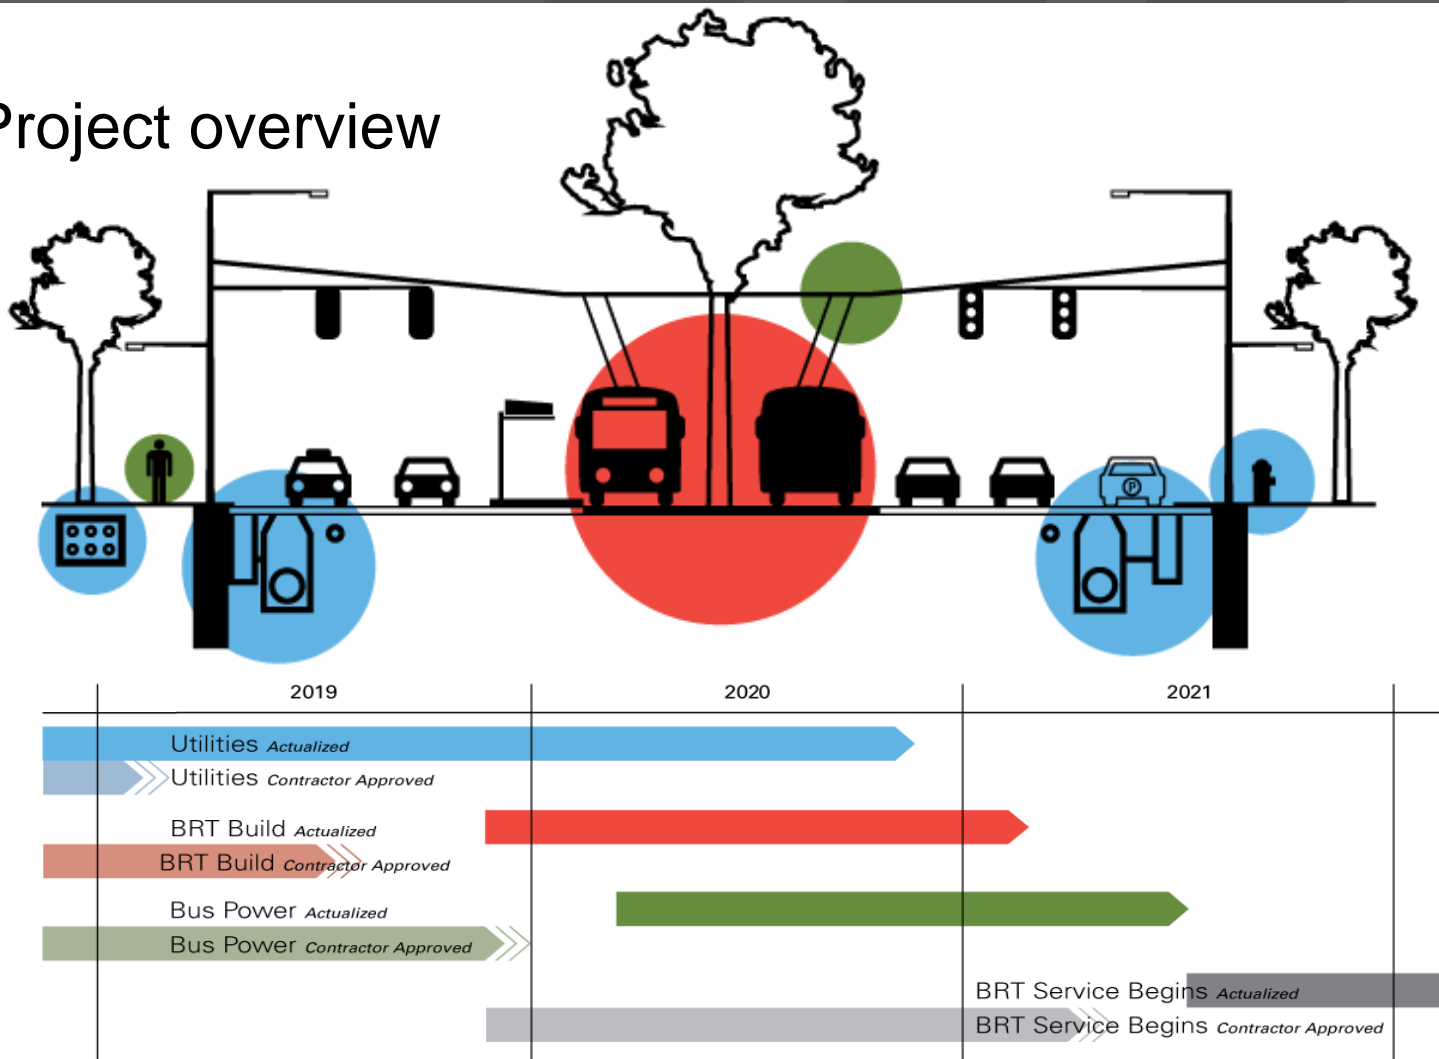 Project overview
P
2019 2020 2021
Utilities Actualized
Utilities Contractor Approved
BRT Build Actualized
BRT Build Contractor Approved
Bus Power Actualized
Bus Power Contractor Approved
BRT Service Begins Actualized
BRT Service Begins Contractor Approved